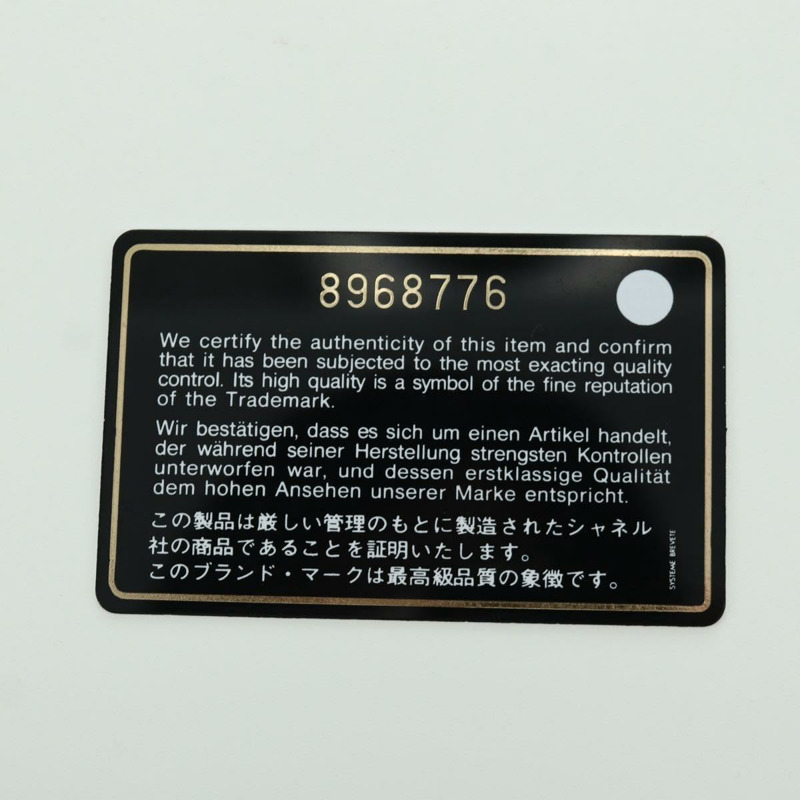 8968776
We certify the authenticity of this item and confirm
that it has been subjected to the most exacting quality
control. Its high quality is a symbol of the fine reputation
of the Trademark.
Wir bestätigen, dass es sich um einen Artikel handelt,
der während seiner Herstellung strengsten Kontrollen
unterworfen war, und dessen erstklassige Qualität
dem hohen Ansehen unserer Marke entspricht.
この製品は厳しい管理のもとに製造されたシャネル
社の商品であることを証明いたします。
このブランド・マークは最高級品質の象徴です。
SYSTEME BREVETE